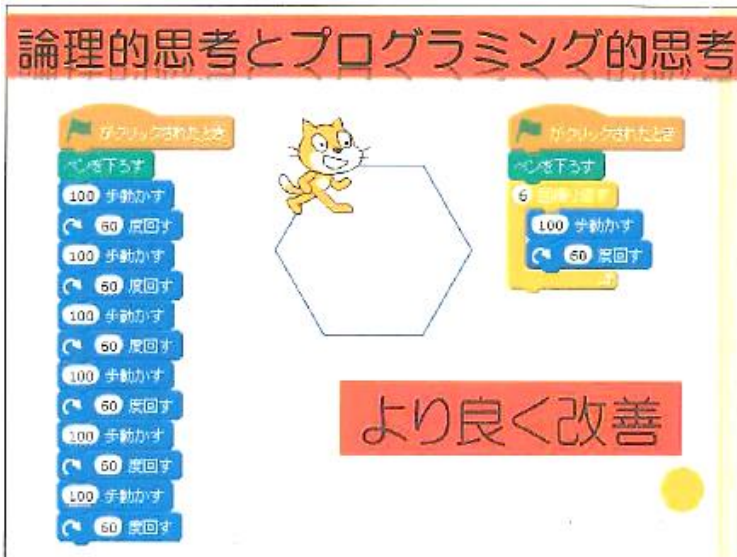 論理的思考とプログラミング的思考
がクリックされたとき
ペンを下ろす
100 歩動かす
60 度回す
100 歩動かす
60 度回す
100 歩動かす
60 度回す
100 歩動かす
60 度回す
100 歩動かす
60 度回す
100 歩動かす
60 度回す
がクリックされたとき
ペンを下ろす
6 回繰り返す
100 歩動かす
60 度回す
より良く改善